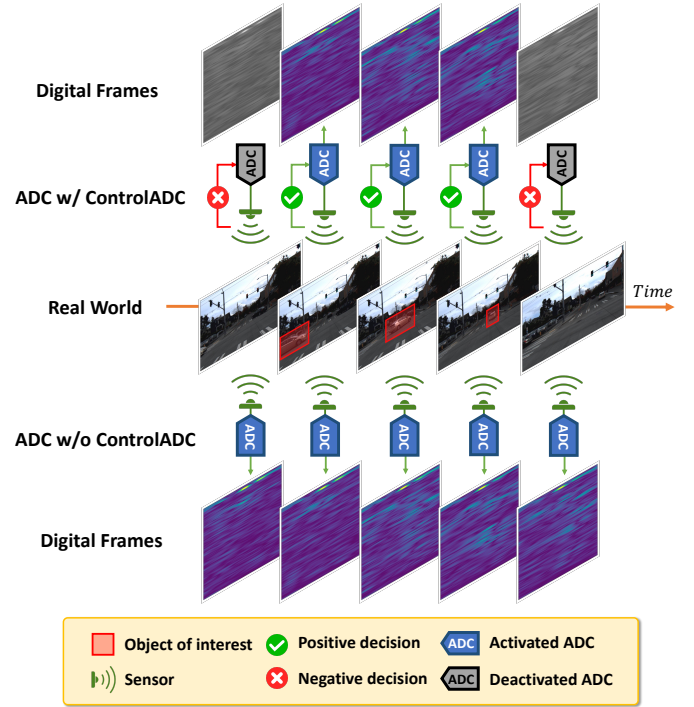 Digital Frames
ADC ADC ADC ADC ADC
ADC w/ ControlADC
Real World
Time
ADC w/o ControlADC
ADC ADC ADC ADC ADC
Digital Frames
Object of interest Positive decision ADC Activated ADC
Sensor Negative decision ADC Deactivated ADC